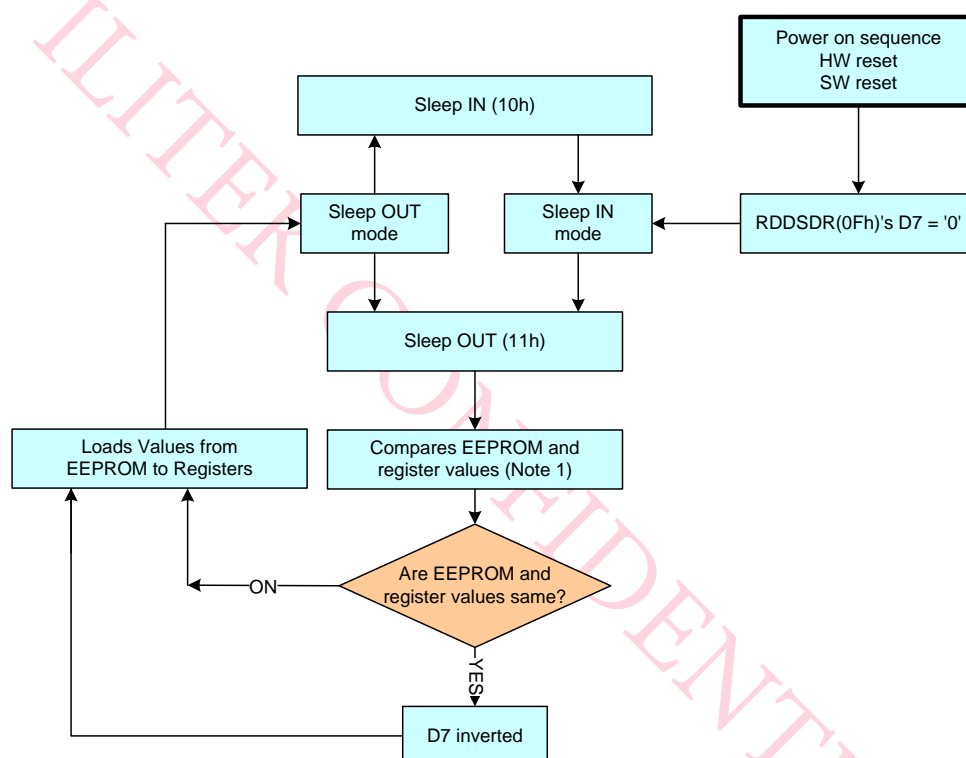 Power on sequence
HW reset
SW reset
Sleep IN (10h)
Sleep OUT
mode
Sleep IN
mode
RDDSDR(0Fh)'s D7 = '0'
Sleep OUT (11h)
Loads Values from
EEPROM to Registers
Compares EEPROM and
register values (Note 1)
Are EEPROM and
register values same?
ON
YES
D7 inverted
ILITEK CONFIDENTI